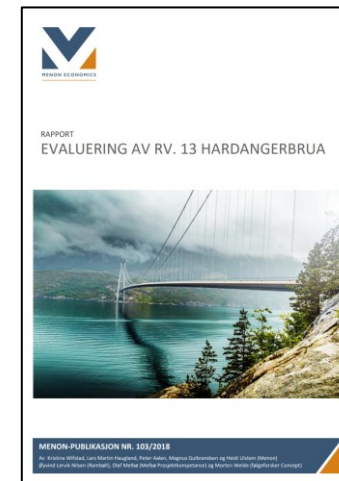 MENON ECONOMICS
RAPPORT
EVALUERING AV RV. 13 HARDANGERBRUA
MENON-PUBLIKASJON NR. 103/2018
Av Kristina Wifstad, Lars Martin Haugland, Peter Aalen, Magnus Gulbrandsen og Heidi Ulstein (Menon)
Øyvind Lervik Nilsen (Rambøll), Olaf Melbø (Melbø Prosjektkompetanse) og Morten Welde (følgeforsker Concept)